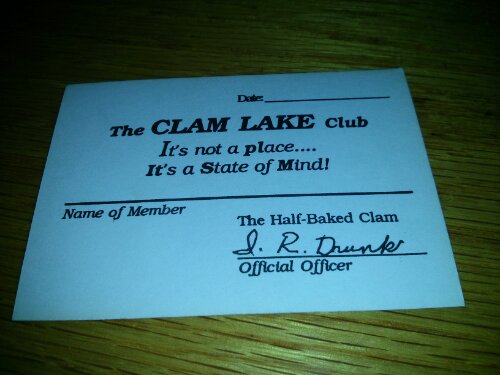 Date:
The CLAM LAKE Club
It's not a place....
It's a State of Mind!
Name of Member
The Half-Baked Clam
I. R. Drunk
Official Officer